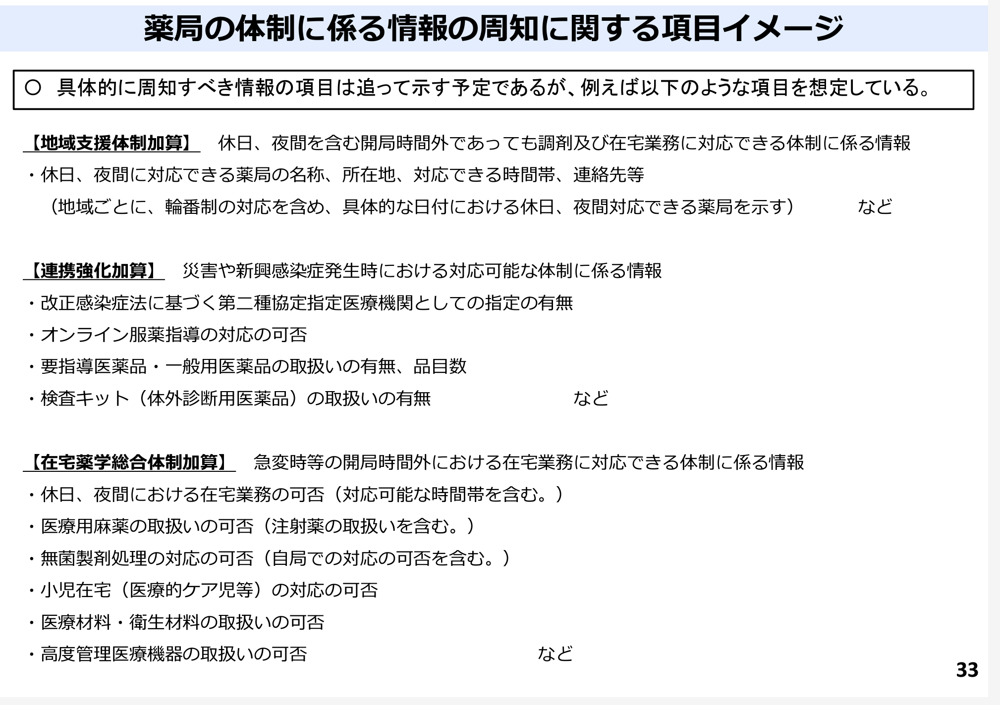 薬局の体制に係る情報の周知に関する項目イメージ
○　具体的に周知すべき情報の項目は追って示す予定であるが、例えば以下のような項目を想定している。
【地域支援体制加算】　休日、夜間を含む開局時間外であっても調剤及び在宅業務に対応できる体制に係る情報
・休日、夜間に対応できる薬局の名称、所在地、対応できる時間帯、連絡先等
（地域ごとに、輪番制の対応を含め、具体的な日付における休日、夜間対応できる薬局を示す）　　　など
【連携強化加算】　災害や新興感染症発生時における対応可能な体制に係る情報
・改正感染症法に基づく第二種協定指定医療機関としての指定の有無
・オンライン服薬指導の対応の可否
・要指導医薬品・一般用医薬品の取扱いの有無、品目数
・検査キット（体外診断用医薬品）の取扱いの有無　　　　　　　　など
【在宅薬学総合体制加算】　急変時等の開局時間外における在宅業務に対応できる体制に係る情報
・休日、夜間における在宅業務の可否（対応可能な時間帯を含む。）
・医療用麻薬の取扱いの可否（注射薬の取扱いを含む。）
・無菌製剤処理の対応の可否（自局での対応の可否を含む。）
・小児在宅（医療的ケア児等）の対応の可否
・医療材料・衛生材料の取扱いの可否
・高度管理医療機器の取扱いの可否　　　　　　　　　　　　　など
33